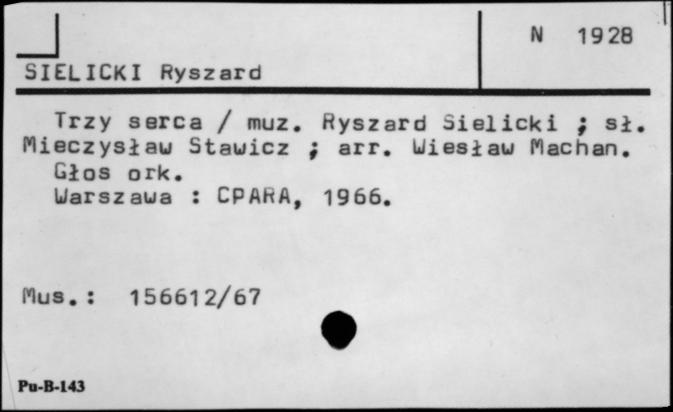 N 1928
SIELICKI Ryszard
Trzy serca / muz. Ryszard Sielicki ; sł.
Mieczysław Stawicz ; arr. Wiesław Machan.
Głos ork.
Warszawa : CPARA, 1966.
Mus.: 156612/67
Pu-B-143